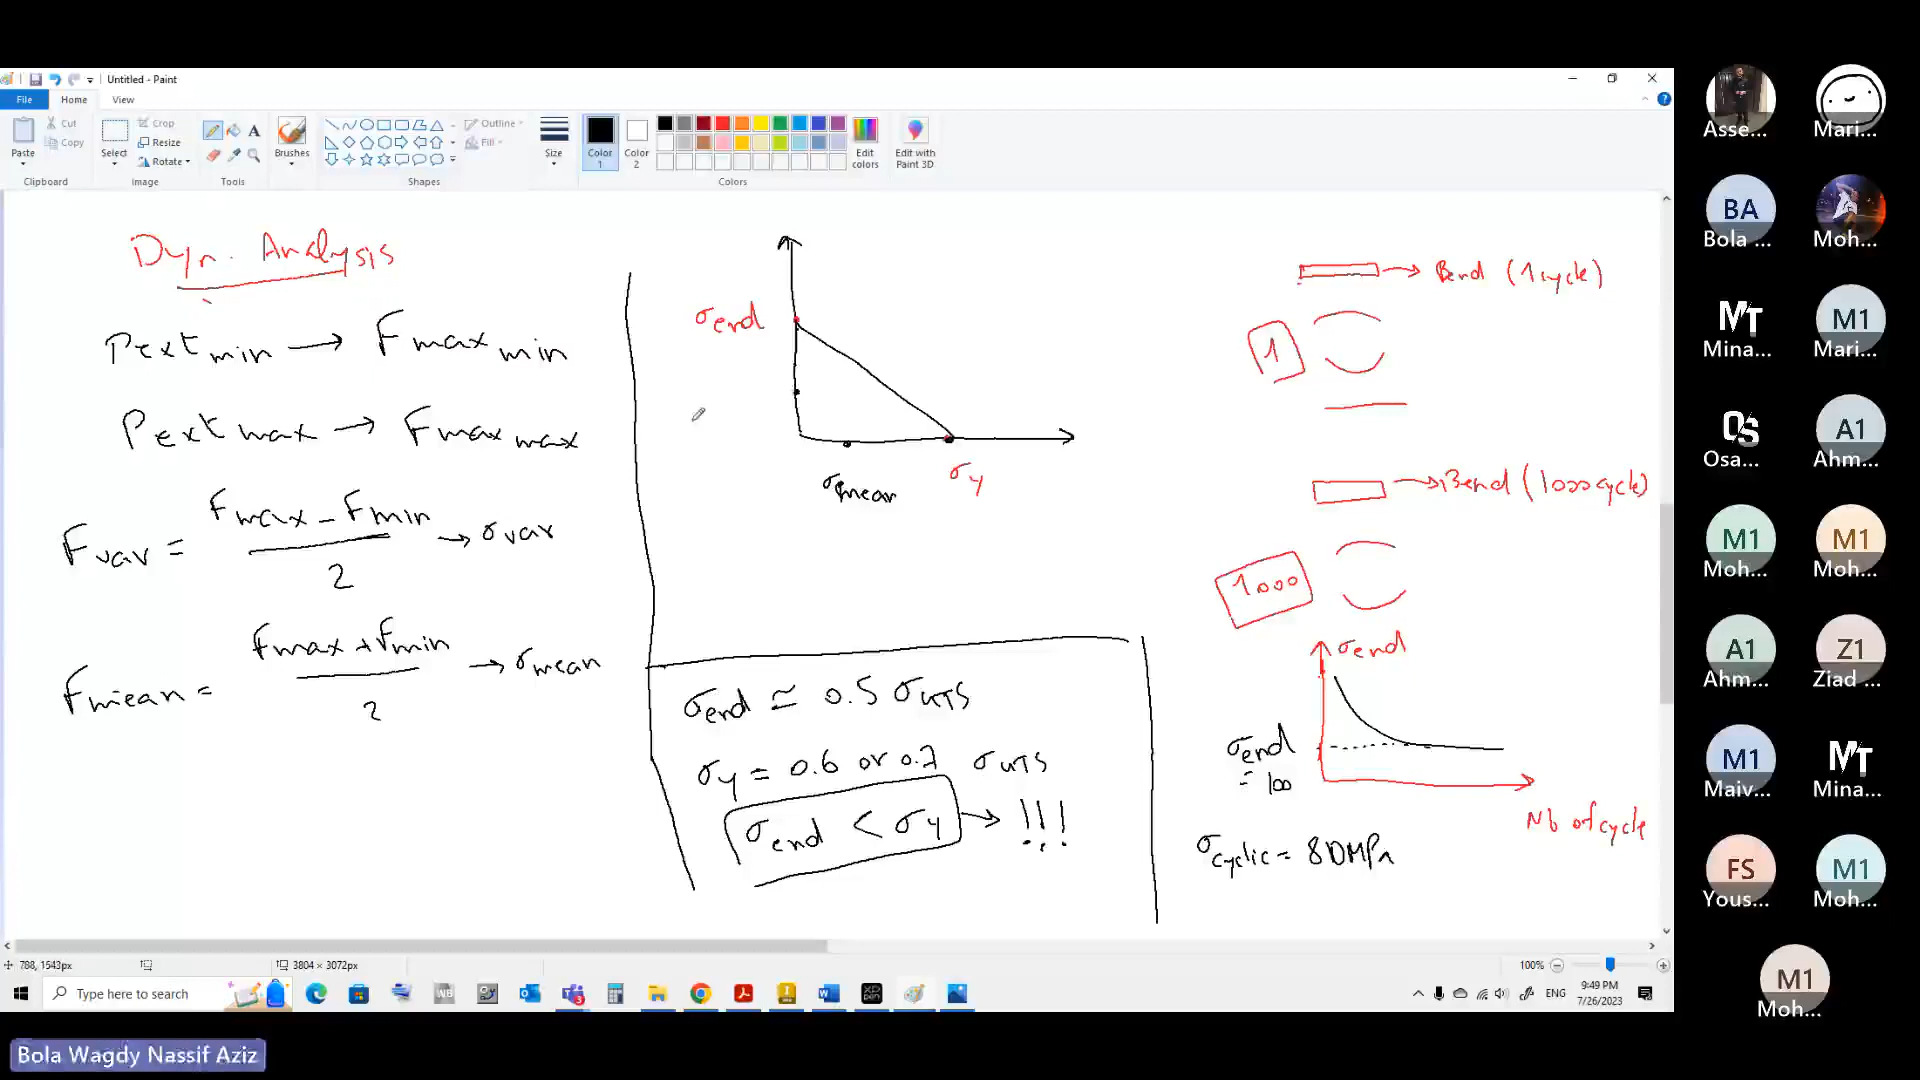 Untitled - Paint
File
Home
View
Paste
Cut
Copy
Clipboard
Select
Crop
Resize
Rotate
Image
A
Tools
Brushes
Outline
Fill
Shapes
Size
Color 1
Color 2
Edit colors
Edit with Paint 3D
Colors
Dyn. Analysis
Pext min → Fmax min
Pext max → Fmax max
Fvar = Fmax - Fmin / 2 → σvar
Fmean = Fmax + Fmin / 2 → σmean
σend
σmean
σy
σend ≃ 0.5 σUTS
σy = 0.6 or 0.7 σUTS
σend < σy → !!!
→ Bend (1 cycle)
1
→ Bend (1000 cycle)
1000
σend
σend
= 100
Nb of cycle
σcyclic = 80MPa
788, 1543px
3804 × 3072px
100%
Type here to search
ENG
9:49 PM
7/26/2023
Asse...
Mari...
BA
Bola ...
Moh...
MT
Mina...
M1
Mari...
OS
Osa...
A1
Ahm...
M1
Moh...
M1
Moh...
A1
Ahm...
Z1
Ziad ...
M1
Maiv...
MT
Mina...
FS
Yous...
M1
Moh...
M1
Moh...
Bola Wagdy Nassif Aziz